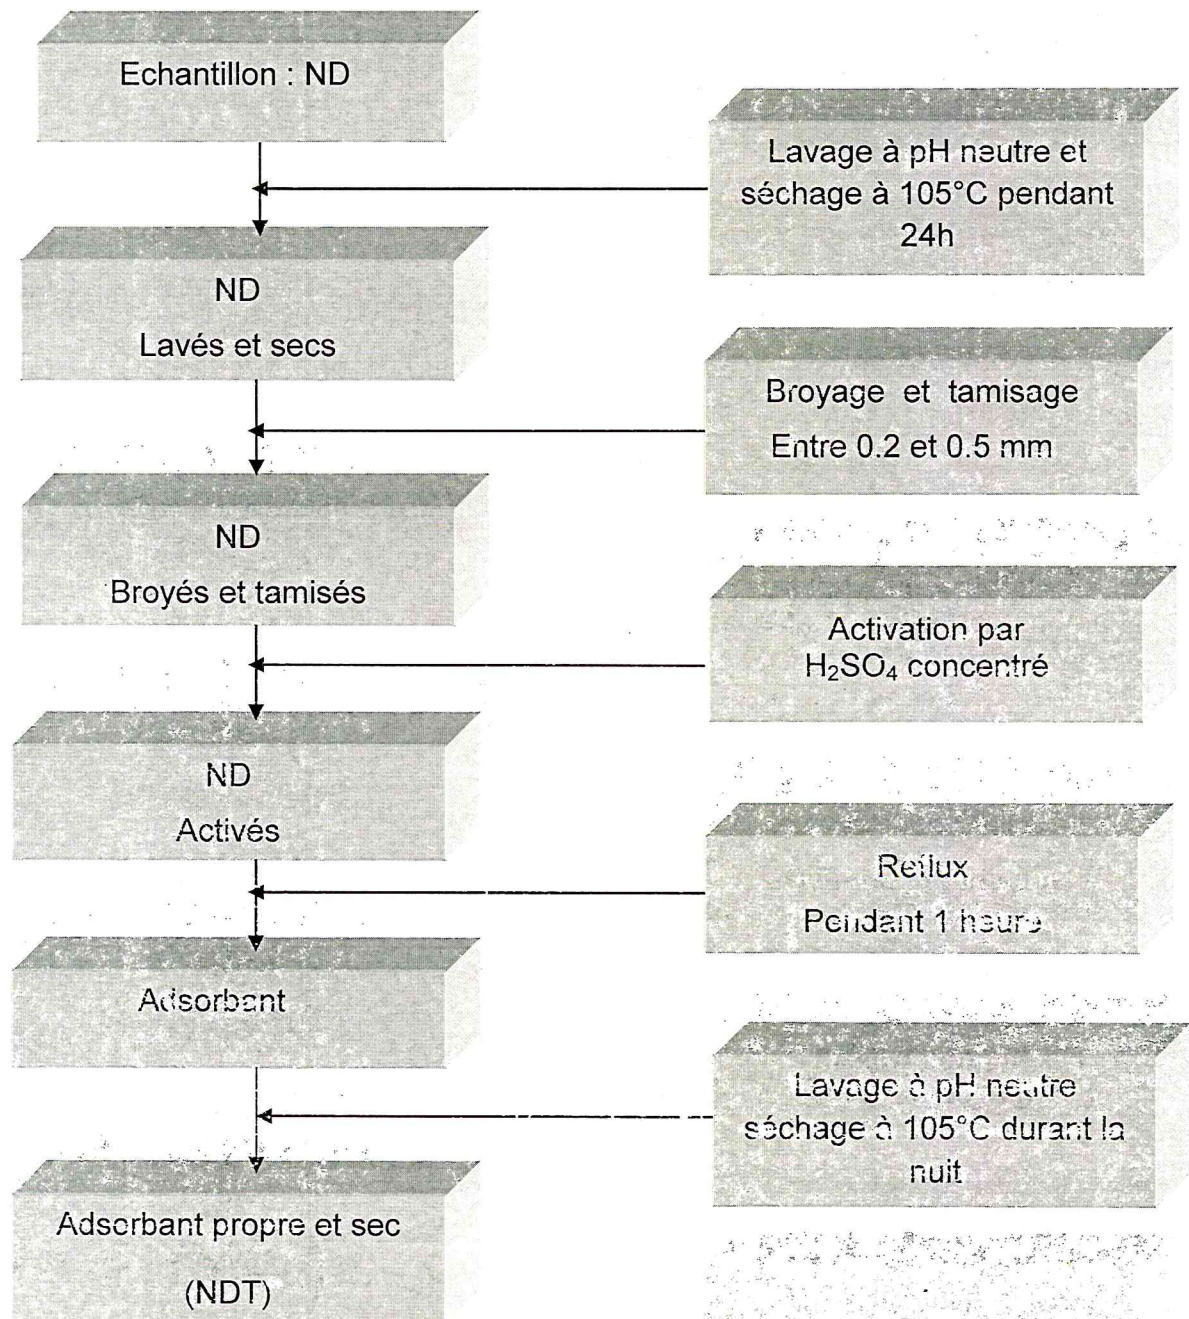 Echantillon : ND
Lavage à pH neutre et
séchage à 105°C pendant
24h
ND
Lavés et secs
Broyage et tamisage
Entre 0.2 et 0.5 mm
ND
Broyés et tamisés
Activation par
H₂SO₄ concentré
ND
Activés
Reflux
Pendant 1 heure
Adsorbant
Lavage à pH neutre
séchage à 105°C durant la
nuit
Adsorbant propre et sec
(NDT)